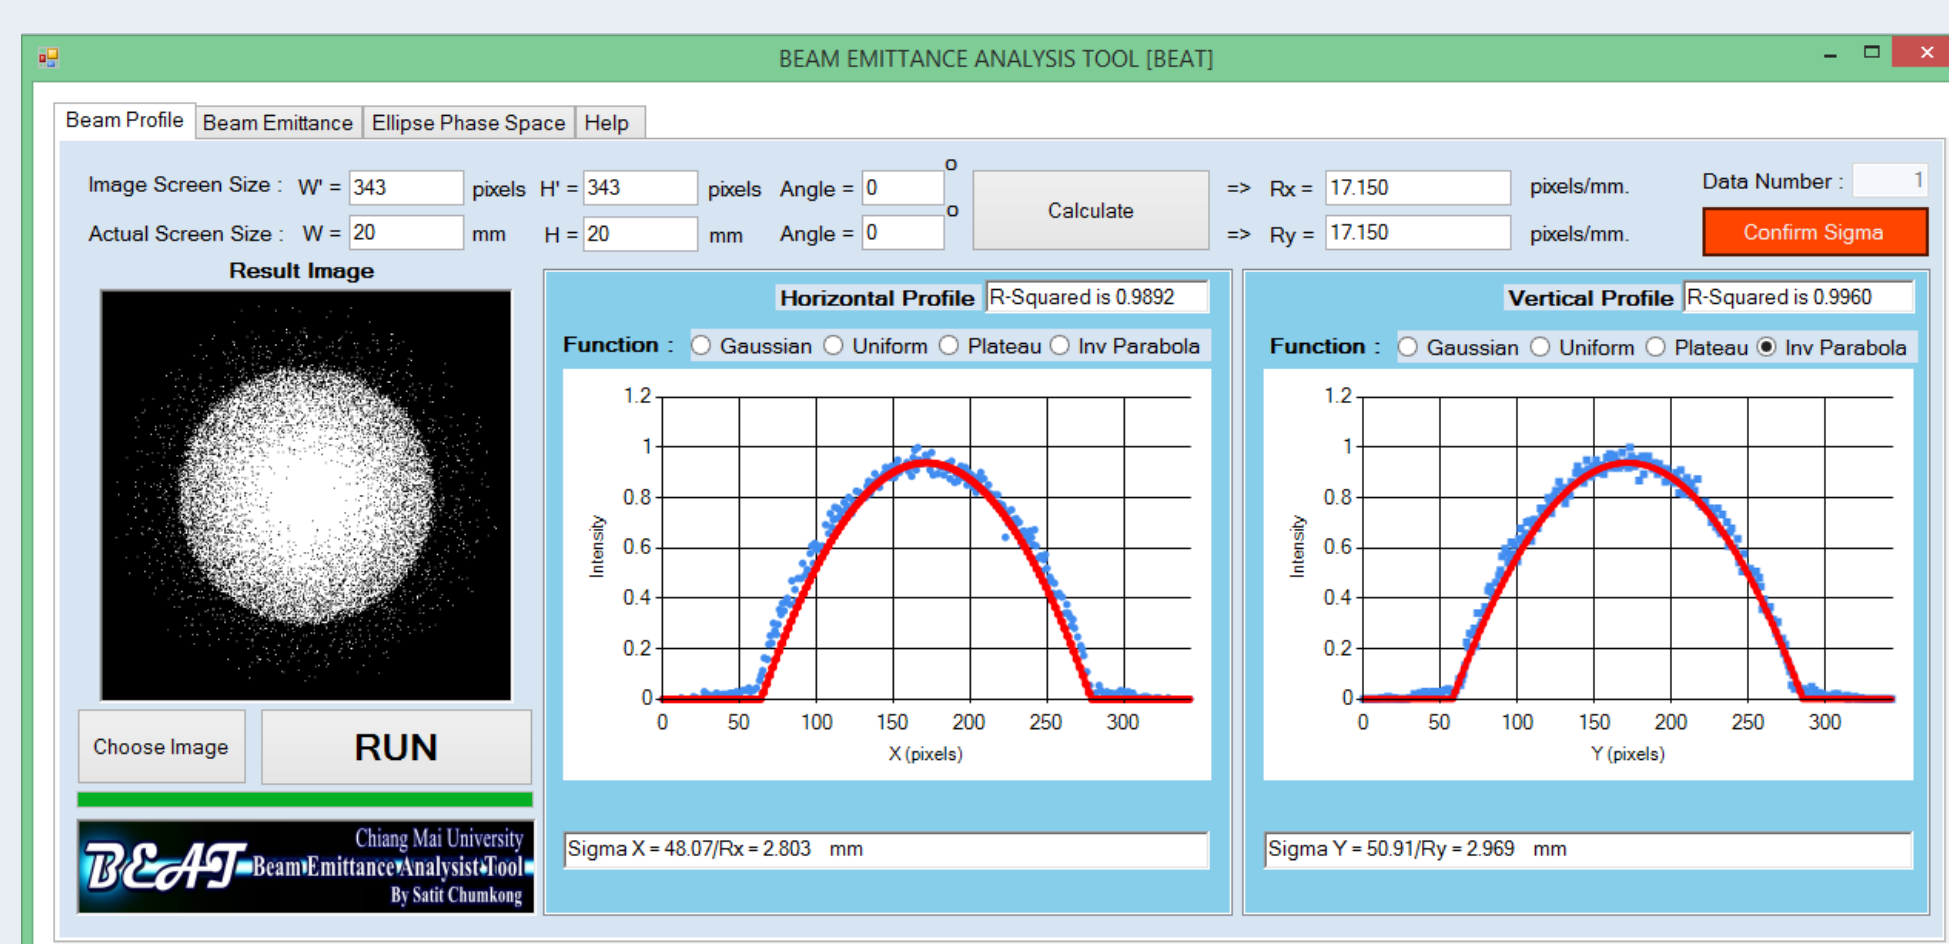 BEAM EMITTANCE ANALYSIS TOOL [BEAT]
Beam Profile Beam Emittance Ellipse Phase Space Help
Image Screen Size : W' = 343 pixels H' = 343 pixels Angle = 0 o => Rx = 17.150 pixels/mm. Data Number : 1
Actual Screen Size : W = 20 mm H = 20 mm Angle = 0 o Calculate => Ry = 17.150 pixels/mm. Confirm Sigma
Result Image
Horizontal Profile R-Squared is 0.9892
Function : Gaussian Uniform Plateau Inv Parabola
1.2
1
0.8
0.6
0.4
0.2
0
Intensity
0 50 100 150 200 250 300
X (pixels)
Sigma X = 48.07/Rx = 2.803 mm
Vertical Profile R-Squared is 0.9960
Function : Gaussian Uniform Plateau Inv Parabola
1.2
1
0.8
0.6
0.4
0.2
0
Intensity
0 50 100 150 200 250 300
Y (pixels)
Sigma Y = 50.91/Ry = 2.969 mm
Choose Image RUN
BEAT
Chiang Mai University
Beam Emittance Analysist Tool
By Satit Chumkong